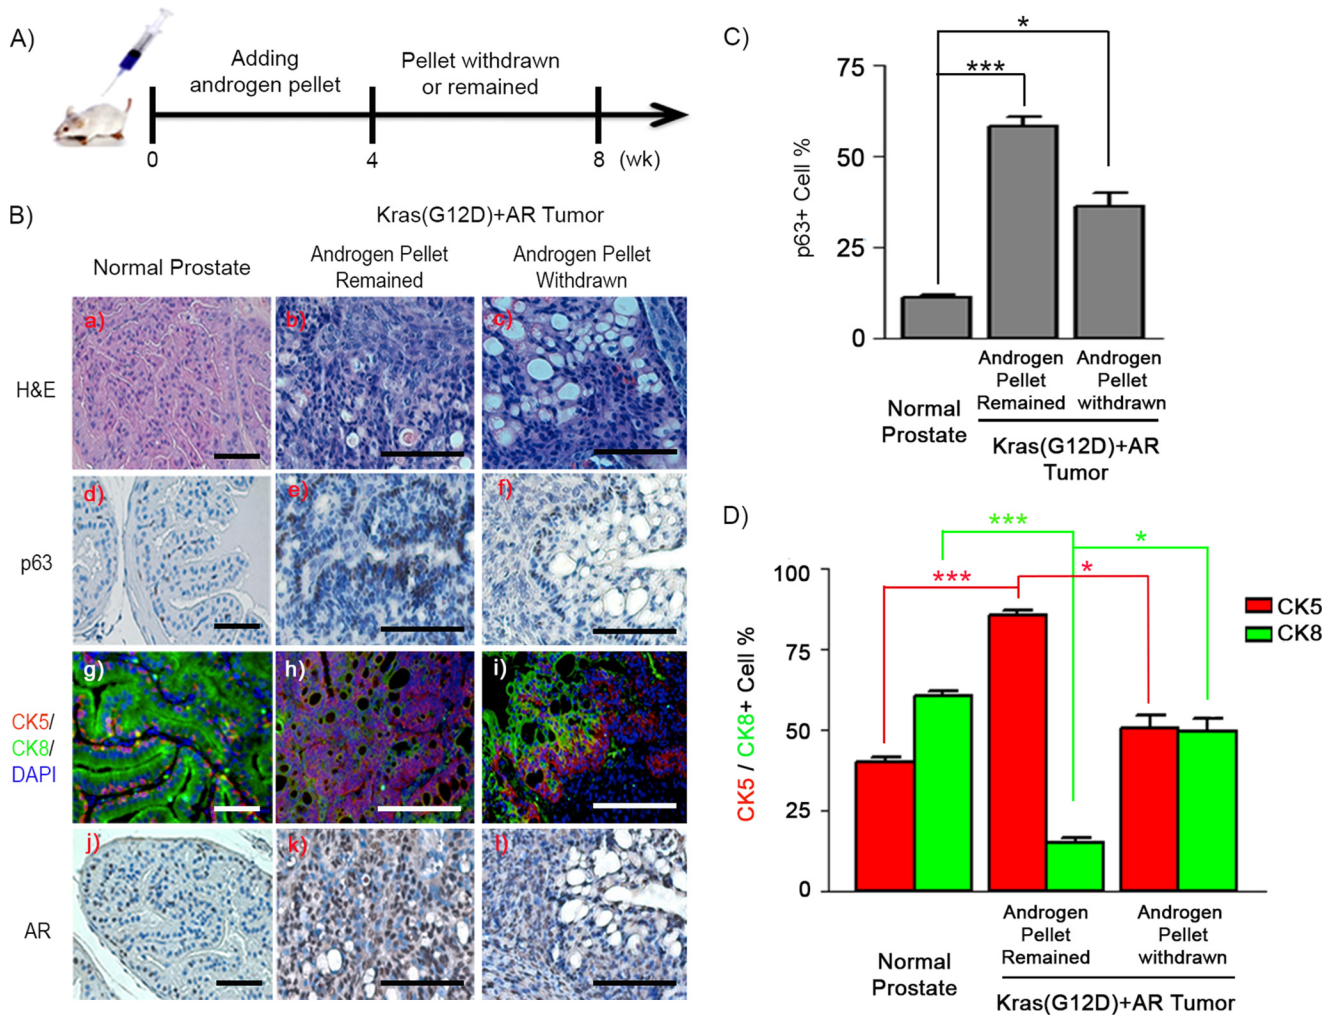 A)
Adding
androgen pellet
Pellet withdrawn
or remained
0
4
8
(wk)
B)
Kras(G12D)+AR Tumor
Normal Prostate
Androgen Pellet
Remained
Androgen Pellet
Withdrawn
H&E
a)
b)
c)
p63
d)
e)
f)
CK5/
CK8/
DAPI
g)
h)
i)
AR
j)
k)
l)
C)
*
***
75
50
25
0
p63+ Cell %
Normal
Prostate
Androgen
Pellet
Remained
Androgen
Pellet
withdrawn
Kras(G12D)+AR
Tumor
D)
***
*
***
*
100
75
50
25
0
CK5 / CK8+ Cell %
CK5
CK8
Normal
Prostate
Androgen
Pellet
Remained
Androgen
Pellet
withdrawn
Kras(G12D)+AR Tumor